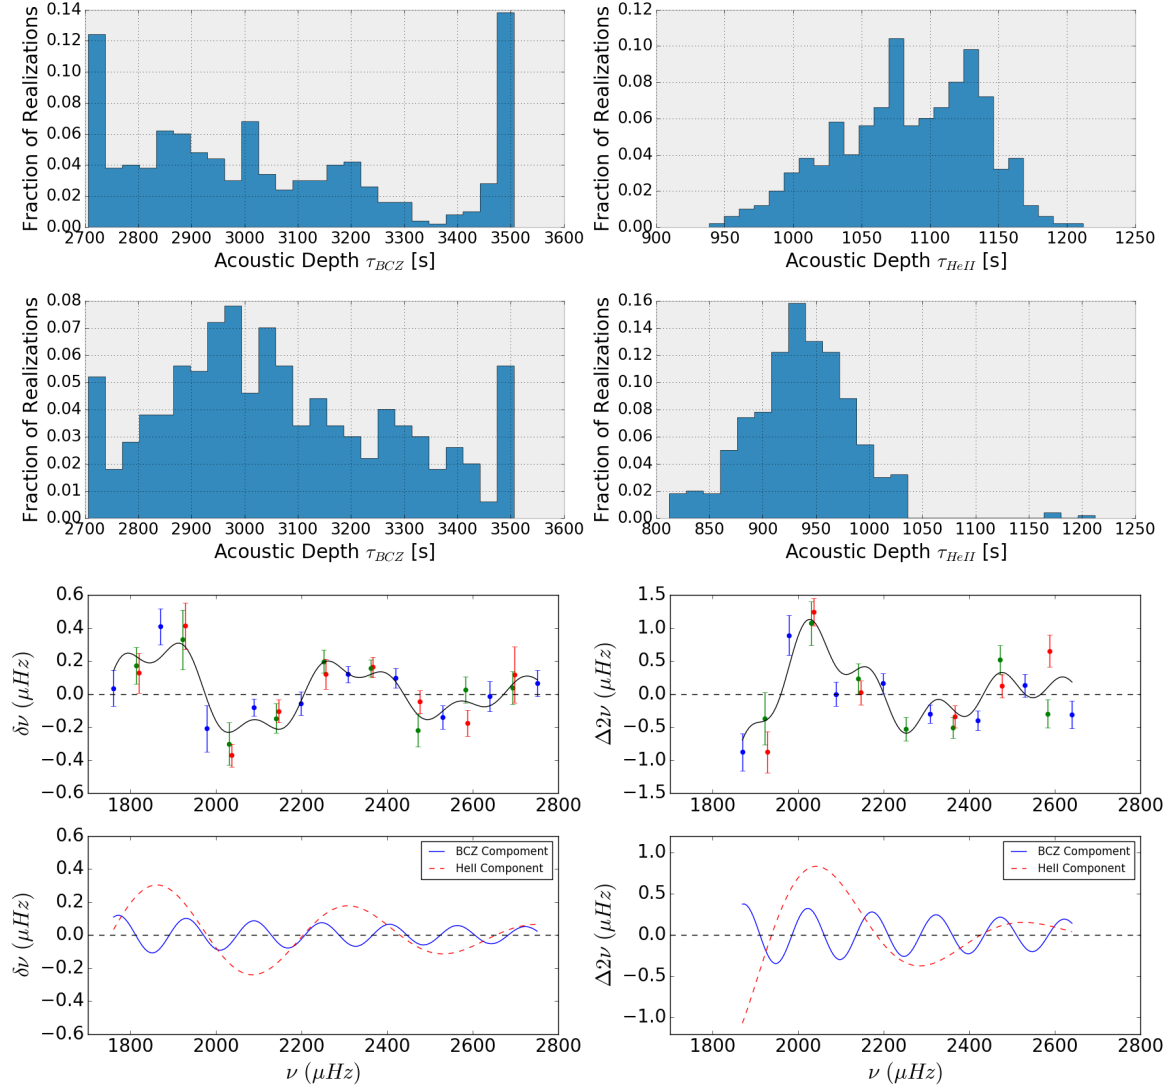 0.14 0.12 0.10 0.08 0.06 0.04 0.02 0.00
Fraction of Realizations
2700 2800 2900 3000 3100 3200 3300 3400 3500 3600
Acoustic Depth τ_BCZ [s]
0.12 0.10 0.08 0.06 0.04 0.02 0.00
Fraction of Realizations
900 950 1000 1050 1100 1150 1200 1250
Acoustic Depth τ_HeII [s]
0.08 0.07 0.06 0.05 0.04 0.03 0.02 0.01 0.00
Fraction of Realizations
2700 2800 2900 3000 3100 3200 3300 3400 3500 3600
Acoustic Depth τ_BCZ [s]
0.16 0.14 0.12 0.10 0.08 0.06 0.04 0.02 0.00
Fraction of Realizations
800 850 900 950 1000 1050 1100 1150 1200 1250
Acoustic Depth τ_HeII [s]
0.6 0.4 0.2 0.0 −0.2 −0.4 −0.6
δν (μHz)
1800 2000 2200 2400 2600 2800
1.5 1.0 0.5 0.0 −0.5 −1.0 −1.5
Δ2ν (μHz)
1800 2000 2200 2400 2600 2800
0.6 0.4 0.2 0.0 −0.2 −0.4 −0.6
δν (μHz)
BCZ Component
HeII Component
1800 2000 2200 2400 2600 2800
ν (μHz)
1.0 0.5 0.0 −0.5 −1.0
Δ2ν (μHz)
BCZ Component
HeII Component
1800 2000 2200 2400 2600 2800
ν (μHz)